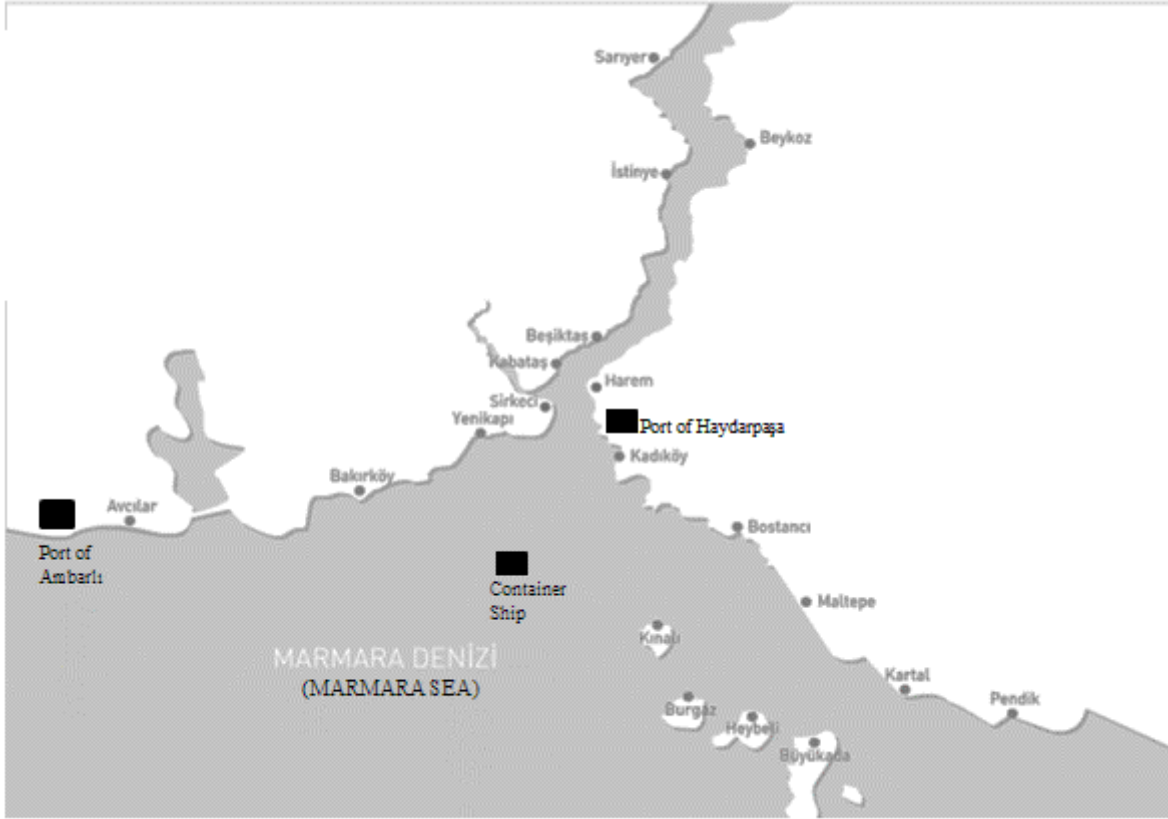 Sarıyer
Beykoz
İstinye
Beşiktaş
Kabataş
Harem
Sirkeci
Yenikapı
Port of Haydarpaşa
Kadıköy
Bakırköy
Avcılar
Bostancı
Port of
Ambarlı
Container
Ship
Maltepe
Kınalı
MARMARA DENİZİ
(MARMARA SEA)
Kartal
Pendik
Burgaz
Heybeli
Büyükada